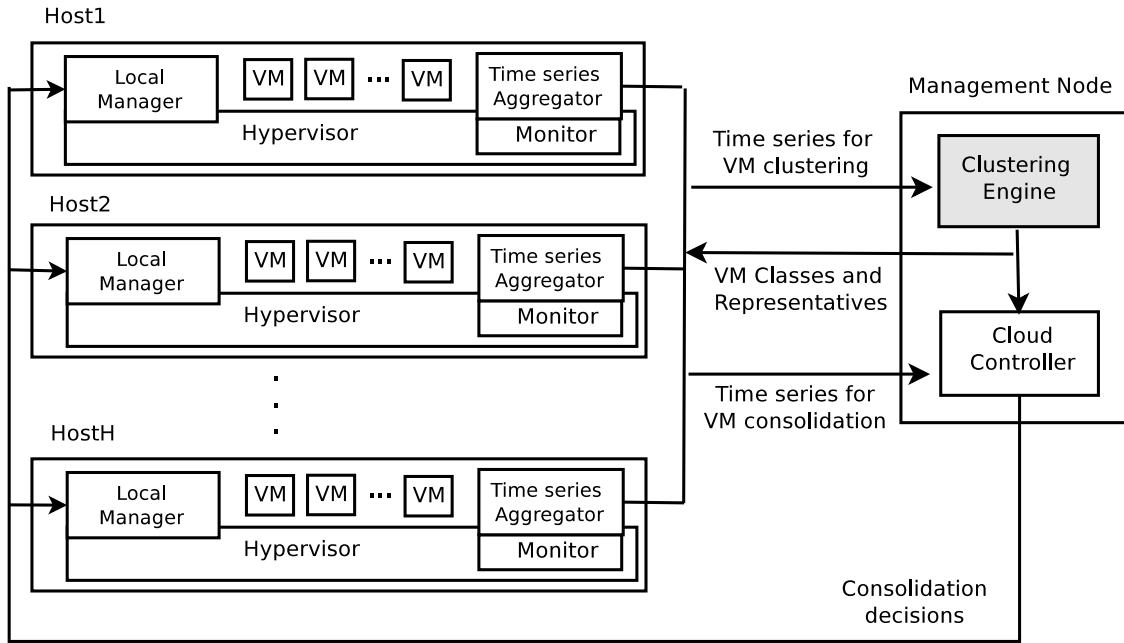 Host1
Local
Manager
VM VM ... VM
Time series
Aggregator
Hypervisor
Monitor
Host2
Local
Manager
VM VM ... VM
Time series
Aggregator
Hypervisor
Monitor
HostH
Local
Manager
VM VM ... VM
Time series
Aggregator
Hypervisor
Monitor
Time series for
VM clustering
VM Classes and
Representatives
Time series for
VM consolidation
Management Node
Clustering
Engine
Cloud
Controller
Consolidation
decisions